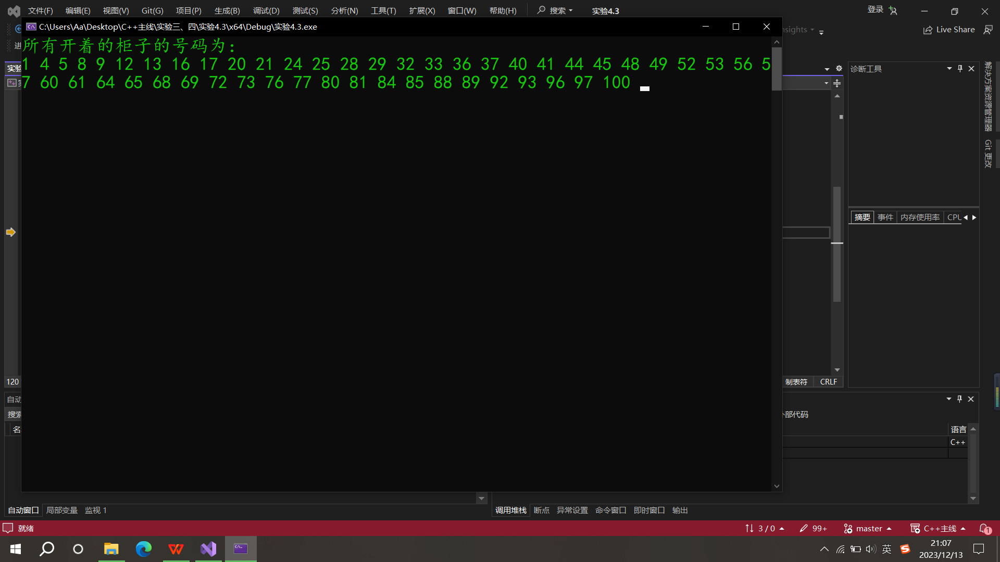 文件(F) 编辑(E) 视图(V) Git(G) 项目(P) 生成(B) 调试(D) 测试(S) 分析(N) 工具(T) 扩展(X) 窗口(W) 帮助(H) 搜索 实验4.3 登录
C:\Users\Aa\Desktop\C++主线\实验三、四\实验4.3\x64\Debug\实验4.3.exe
Live Share
所有开着的柜子的号码为：
1 4 5 8 9 12 13 16 17 20 21 24 25 28 29 32 33 36 37 40 41 44 45 48 49 52 53 56 5
7 60 61 64 65 68 69 72 73 76 77 80 81 84 85 88 89 92 93 96 97 100
进
实验
诊断工具
摘要 事件 内存使用率 CPU
解决方案资源管理器
Git 更改
120
制表符 CRLF
自动
搜索
部代码
名
语言
C++
自动窗口 局部变量 监视 1
调用堆栈 断点 异常设置 命令窗口 即时窗口 输出
就绪
3 / 0 99+ master C++主线 1
英
21:07
2023/12/13